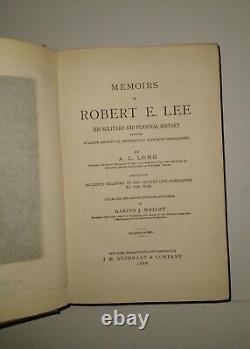 MEMOIRS
OF
ROBERT E. LEE
HIS MILITARY AND PERSONAL HISTORY
EMBRACING
A LARGE AMOUNT OF INFORMATION HITHERTO UNPUBLISHED
BY
A. L. LONG
TOGETHER WITH
INCIDENTS RELATING TO HIS PRIVATE LIFE SUBSEQUENT
TO THE WAR
COLLECTED AND EDITED WITH THE ASSISTANCE
OF
MARCUS J. WRIGHT
ILLUSTRATED
NEW YORK, PHILADELPHIA AND WASHINGTON
J. M. STODDART & COMPANY
1886